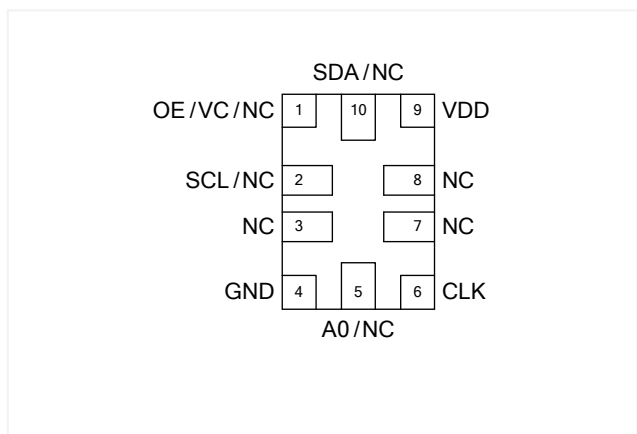 SDA/NC
OE/VC/NC 1 10 9 VDD
SCL/NC 2 8 NC
NC 3 7 NC
GND 4 5 6 CLK
A0/NC